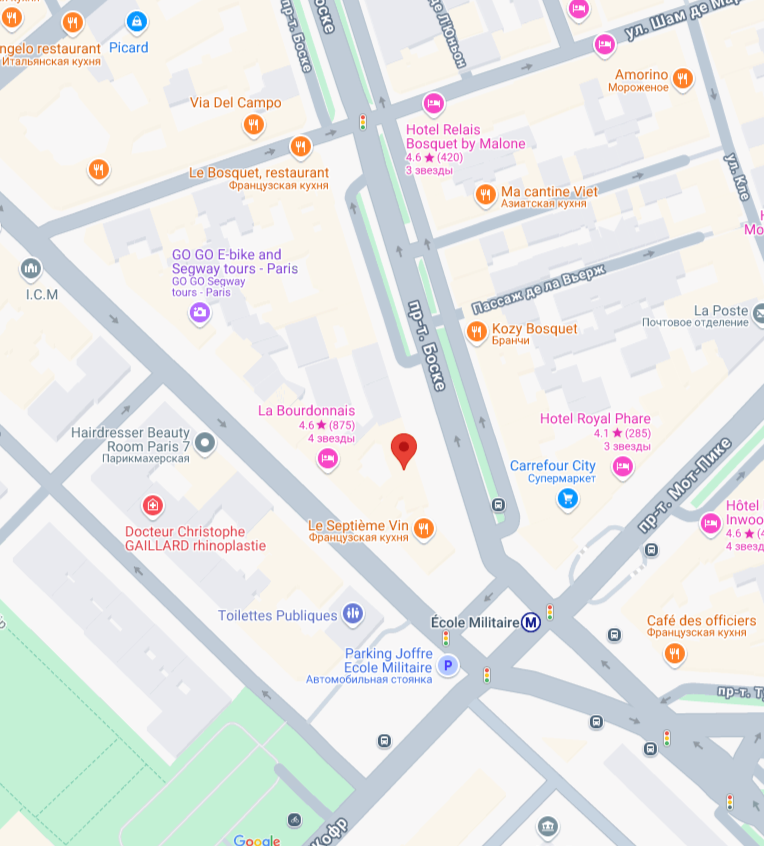 пр-т. Боске
Боске
де Л'Юньон
ул. Шам де Мар
Picard
ngelo restaurant
Итальянская кухня
Amorino
Мороженое
Via Del Campo
Hotel Relais
Bosquet by Malone
4.6 ★ (420)
3 звезды
Le Bosquet, restaurant
Французская кухня
ул. Кле
Ma cantine Viet
Азиатская кухня
GO GO E-bike and
Segway tours - Paris
GO GO Segway
tours - Paris
I.C.M
Пассаж де ла Вьерж
La Poste
Почтовое отделение
пр-т. Боске
Kozy Bosquet
Бранчи
La Bourdonnais
4.6 ★ (875)
4 звезды
Hotel Royal Phare
4.1 ★ (285)
3 звезды
Hairdresser Beauty
Room Paris 7
Парикмахерская
Carrefour City
Супермаркет
пр-т. Мот-Пике
Hôtel
Inwoo
4.6 ★ (4
4 звезд
Docteur Christophe
GAILLARD rhinoplastie
Le Septième Vin
Французская кухня
Toilettes Publiques
École Militaire
M
Café des officiers
Французская кухня
Parking Joffre
Ecole Militaire
Автомобильная стоянка
P
пр-т. Т
Жофр
Google